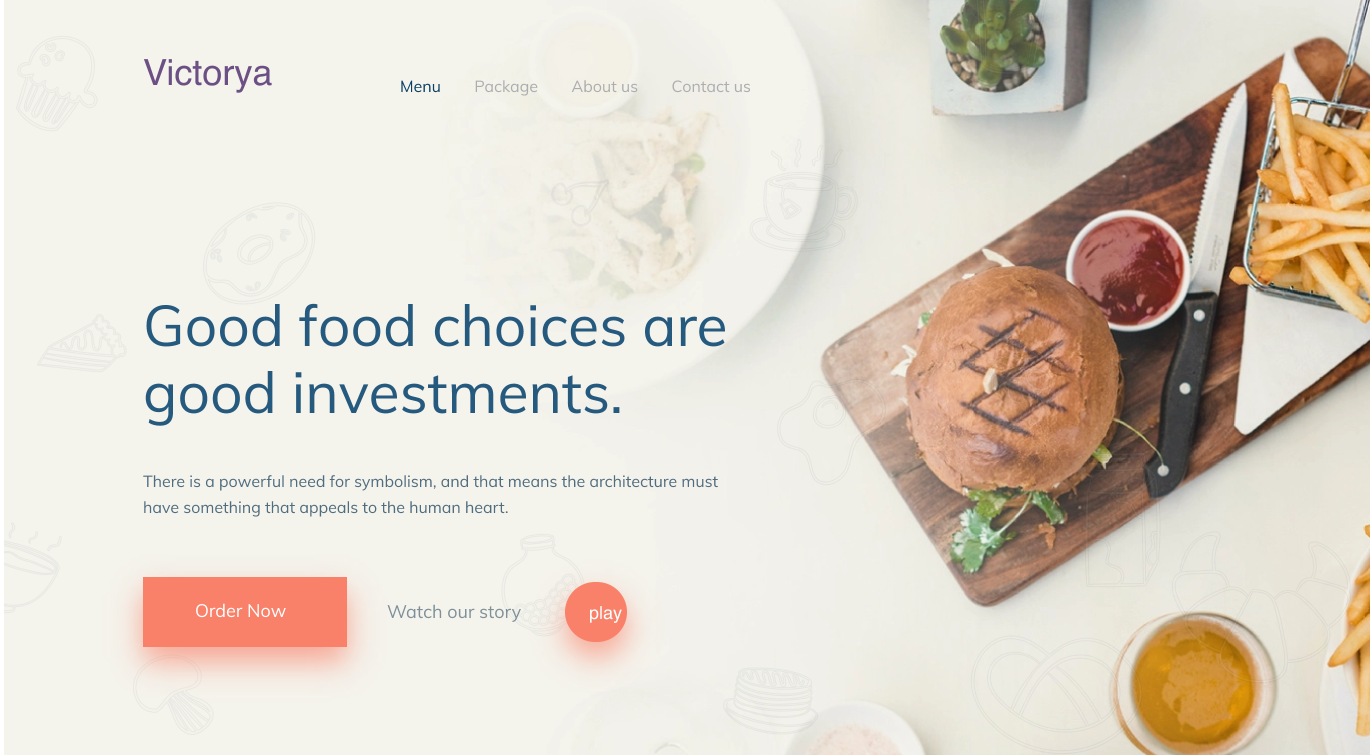 Victorya
Menu Package About us Contact us
Good food choices are
good investments.
There is a powerful need for symbolism, and that means the architecture must
have something that appeals to the human heart.
Order Now Watch our story play